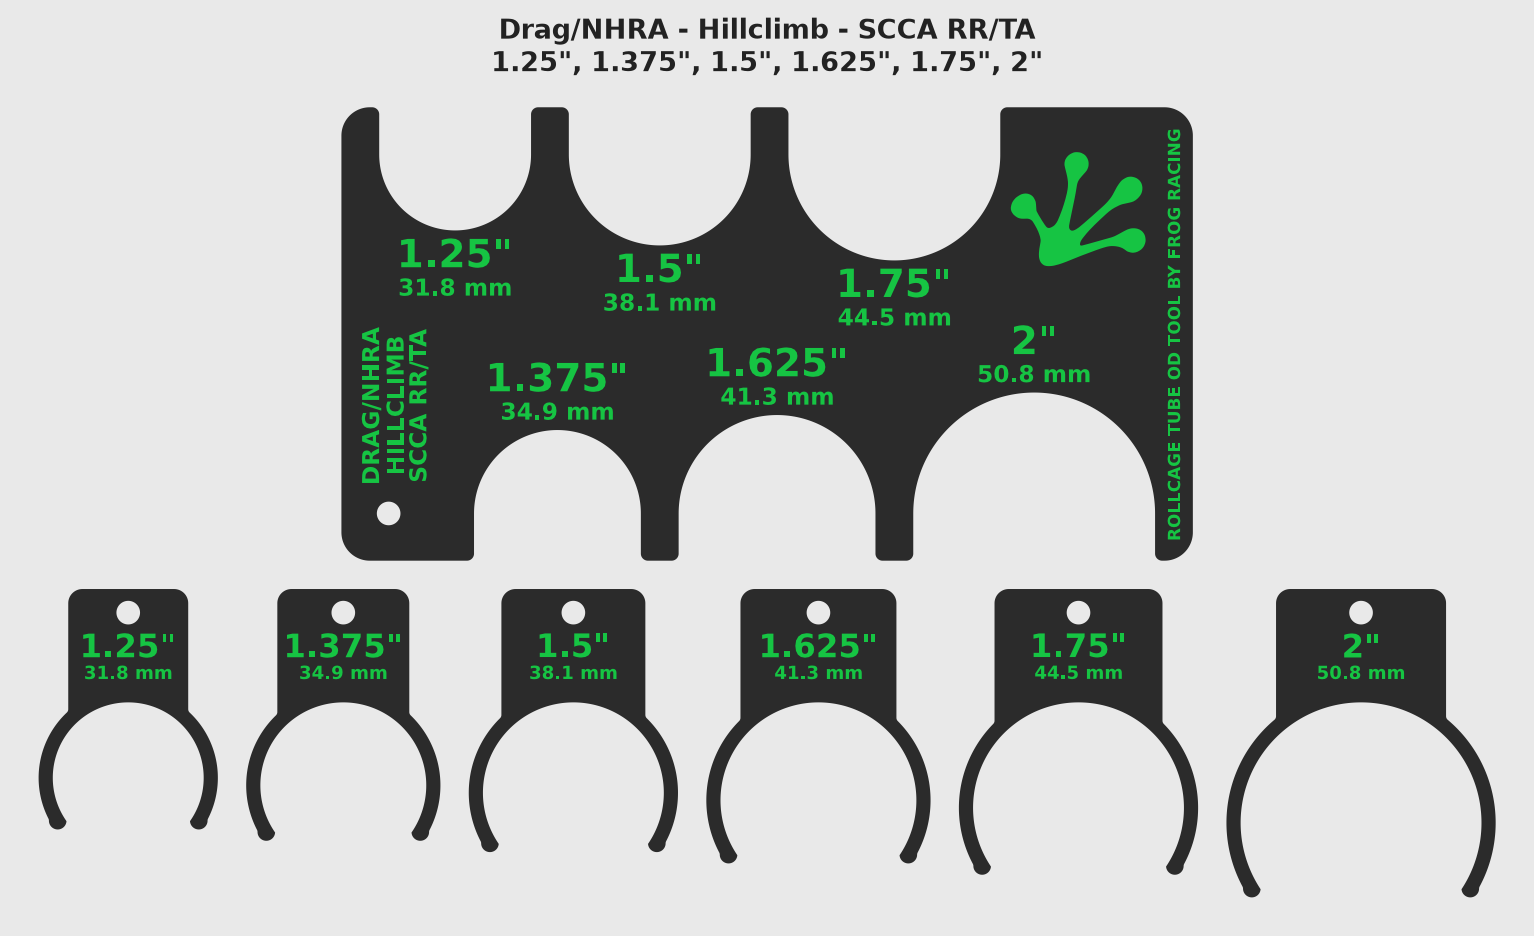 Drag/NHRA - Hillclimb - SCCA RR/TA
1.25", 1.375", 1.5", 1.625", 1.75", 2"
1.25"
31.8 mm
1.5"
38.1 mm
1.75"
44.5 mm
1.375"
34.9 mm
1.625"
41.3 mm
2"
50.8 mm
DRAG/NHRA
HILLCLIMB
SCCA RR/TA
ROLLCAGE TUBE OD TOOL BY FROG RACING
1.25"
31.8 mm
1.375"
34.9 mm
1.5"
38.1 mm
1.625"
41.3 mm
1.75"
44.5 mm
2"
50.8 mm